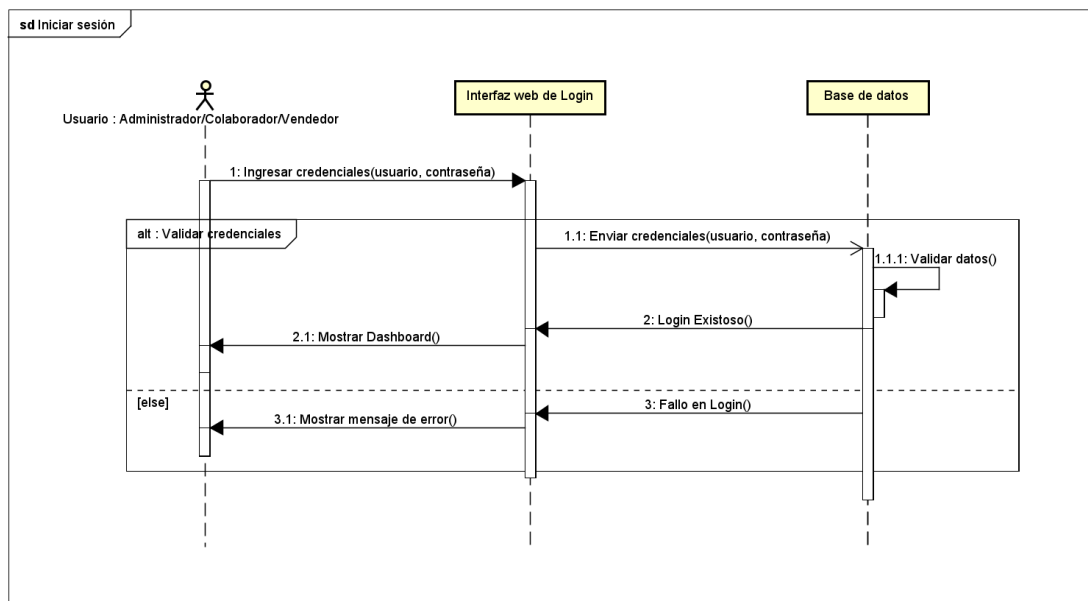 sd Iniciar sesión
Usuario : Administrador/Colaborador/Vendedor
Interfaz web de Login
Base de datos
1: Ingresar credenciales(usuario, contraseña)
alt : Validar credenciales
1.1: Enviar credenciales(usuario, contraseña)
1.1.1: Validar datos()
2: Login Existoso()
2.1: Mostrar Dashboard()
[else]
3: Fallo en Login()
3.1: Mostrar mensaje de error()